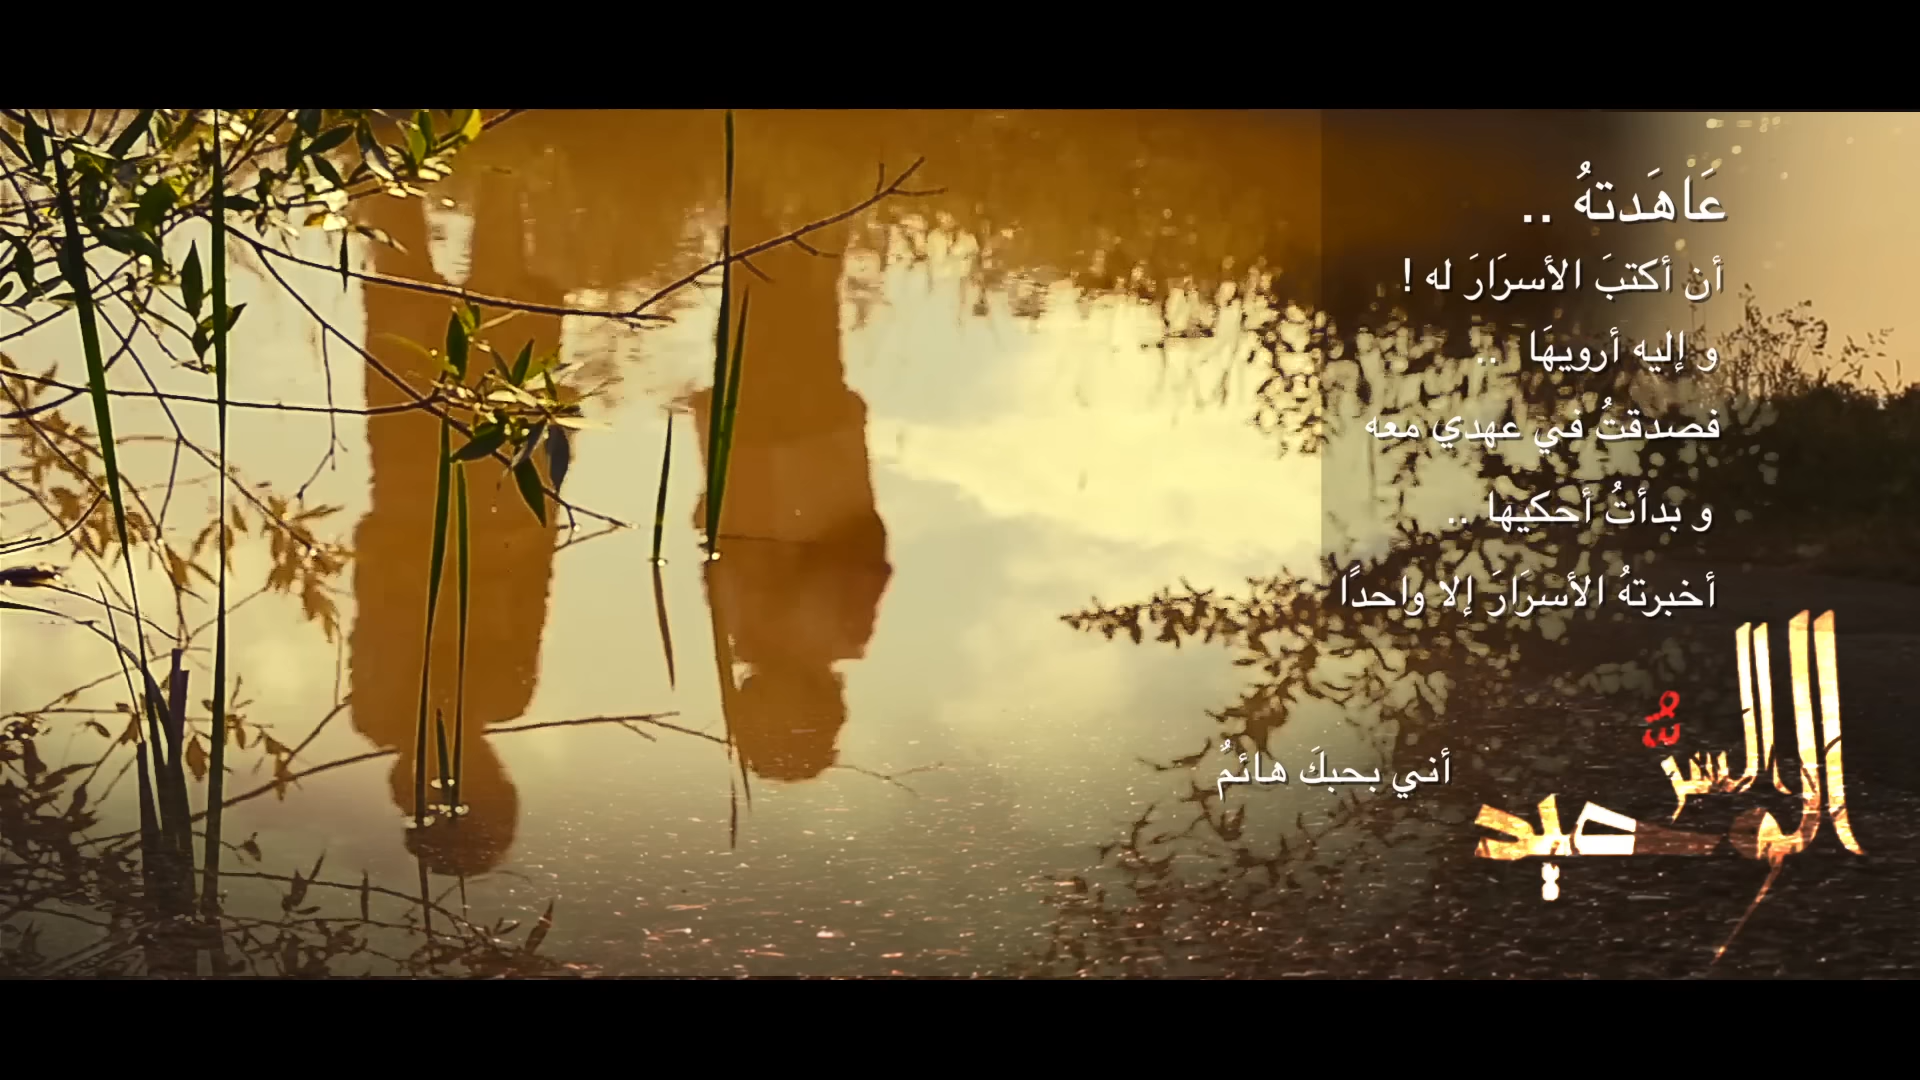 عَاهَدتهُ ..
أن أكتبَ الأسرَارَ له !
و إليه أرويهَا ..
فصدقتُ في عهدي معه
و بدأتُ أحكيها ..
أخبرتهُ الأسرَارَ إلا واحدًا
السرُّ
الوحيد
أني بحبكَ هائمٌ